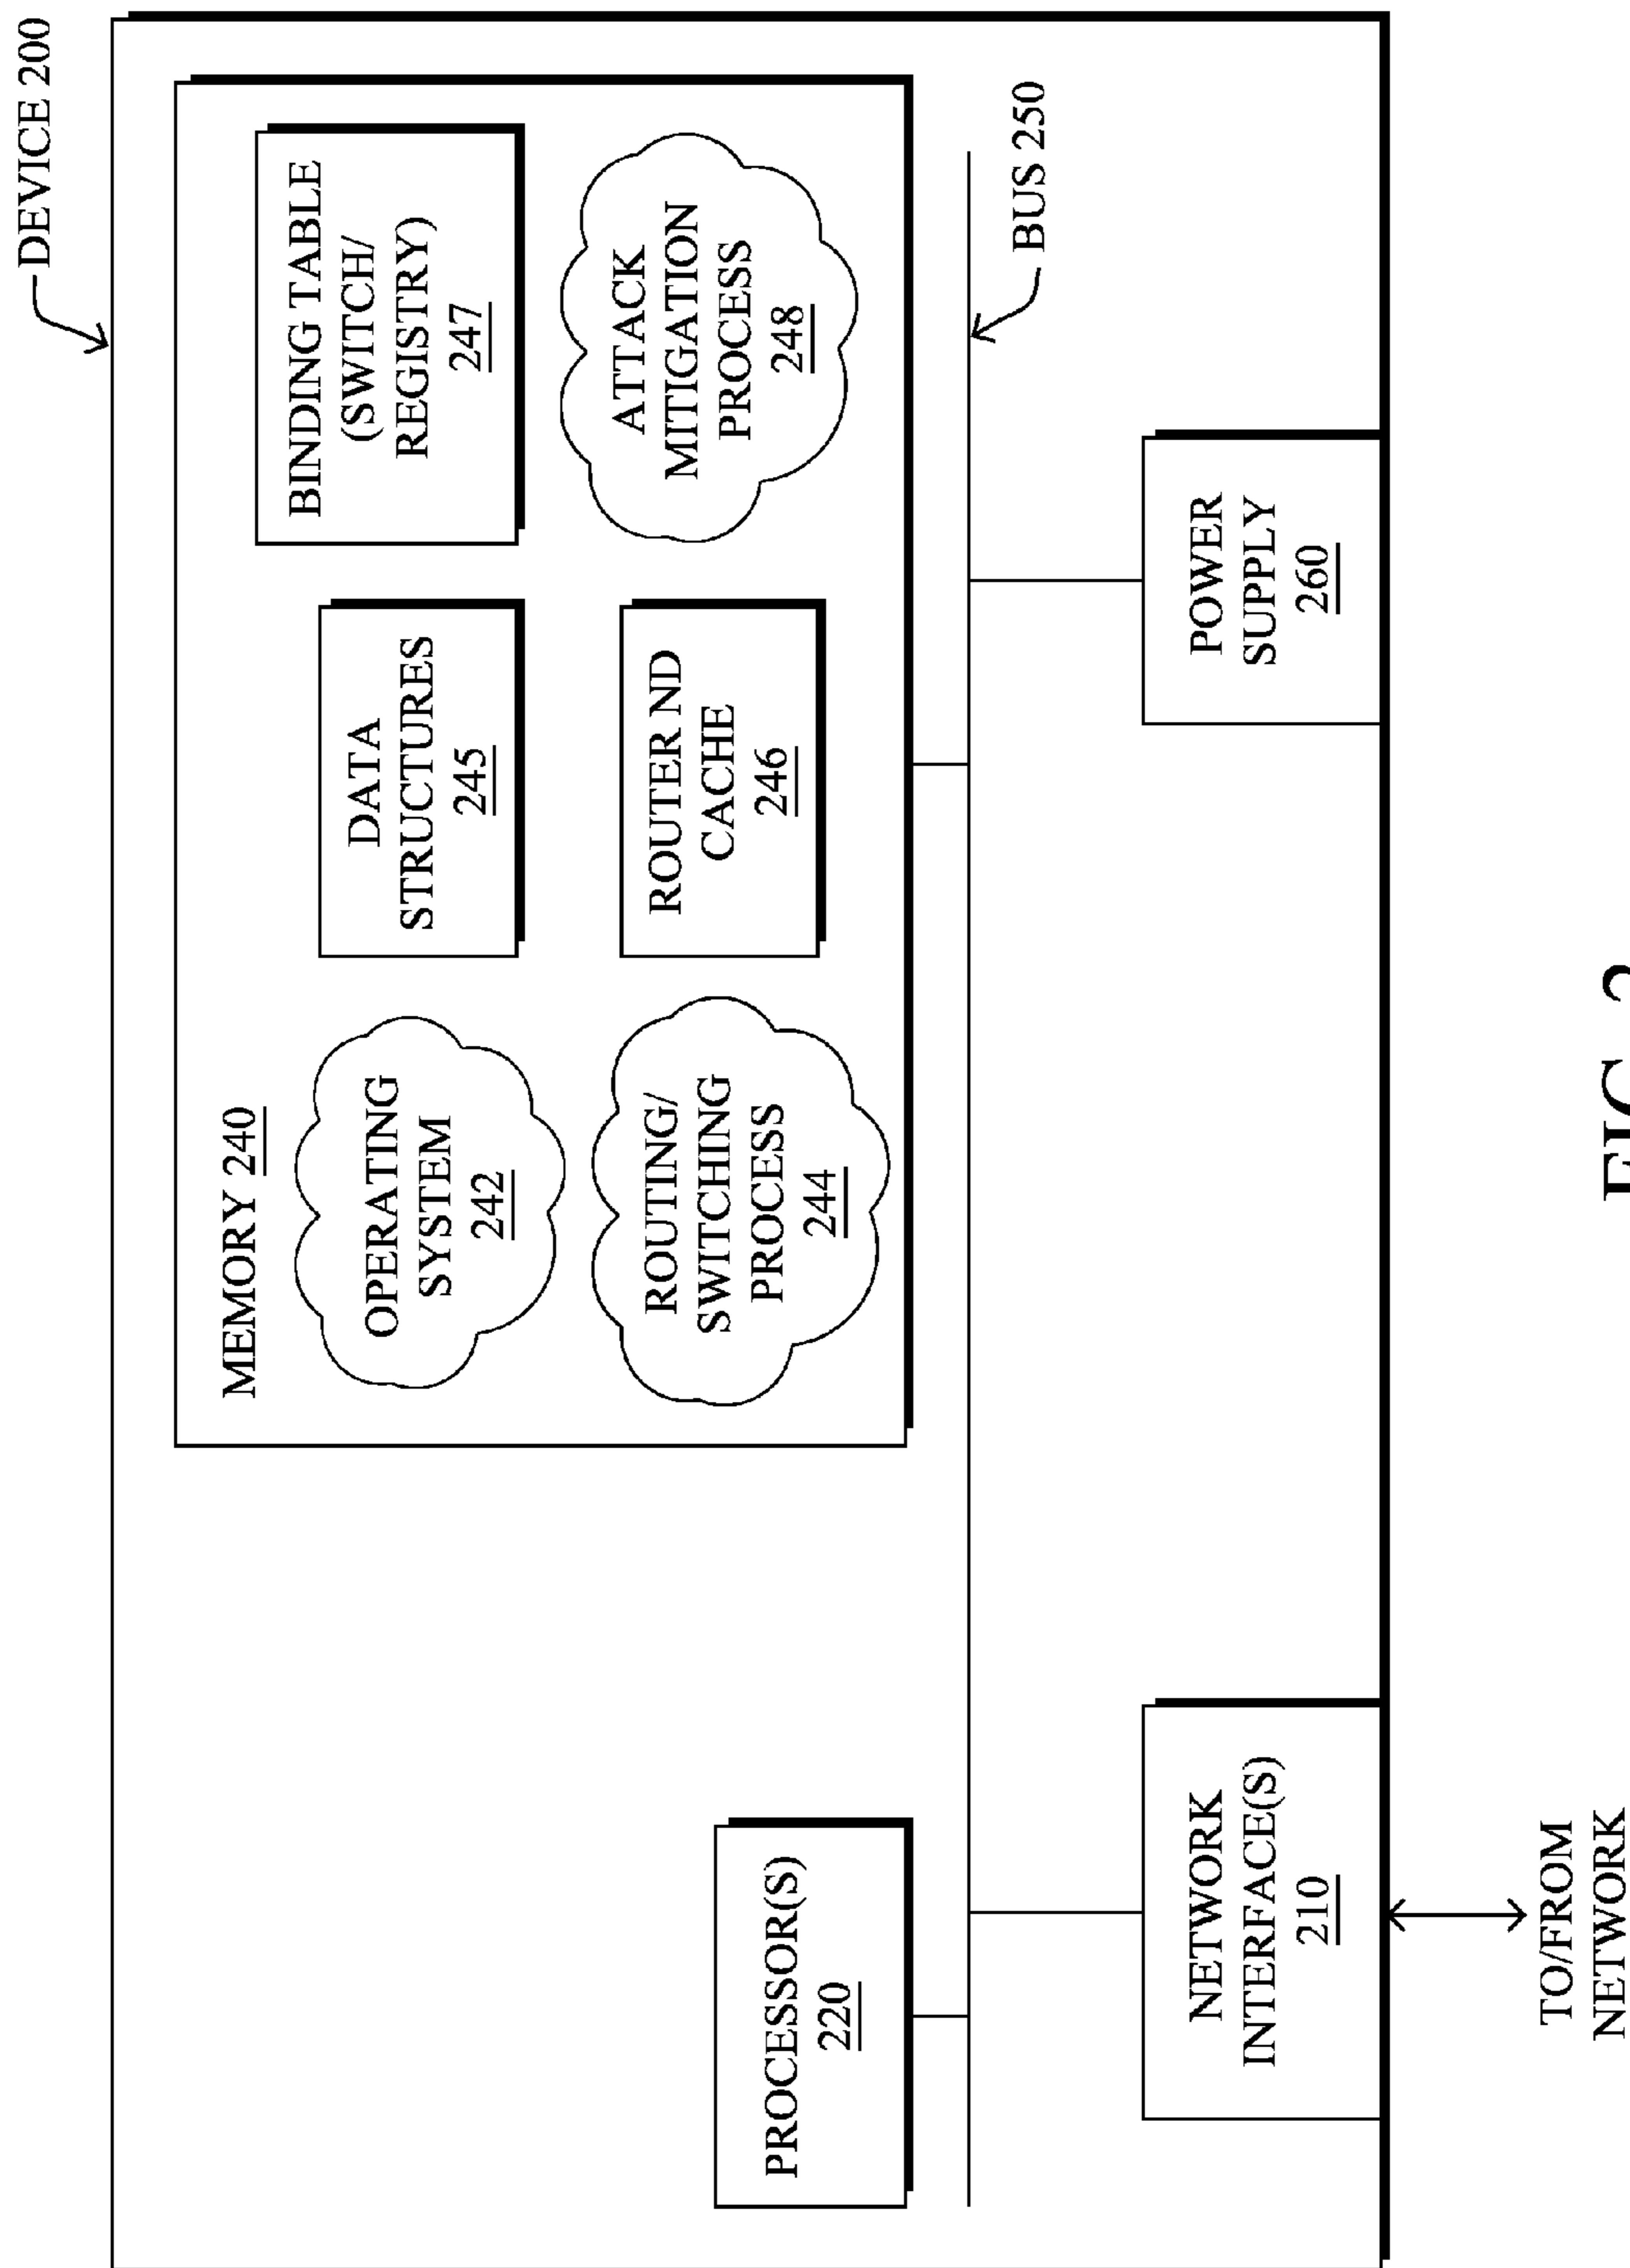 DEVICE 200
MEMORY 240
OPERATING
SYSTEM
242
DATA
STRUCTURES
245
BINDING TABLE
(SWITCH/
REGISTRY)
247
ROUTING/
SWITCHING
PROCESS
244
ROUTER ND
CACHE
246
ATTACK
MITIGATION
PROCESS
248
PROCESSOR(S)
220
BUS 250
NETWORK
INTERFACE(S)
210
POWER
SUPPLY
260
TO/FROM
NETWORK
FIG. 2